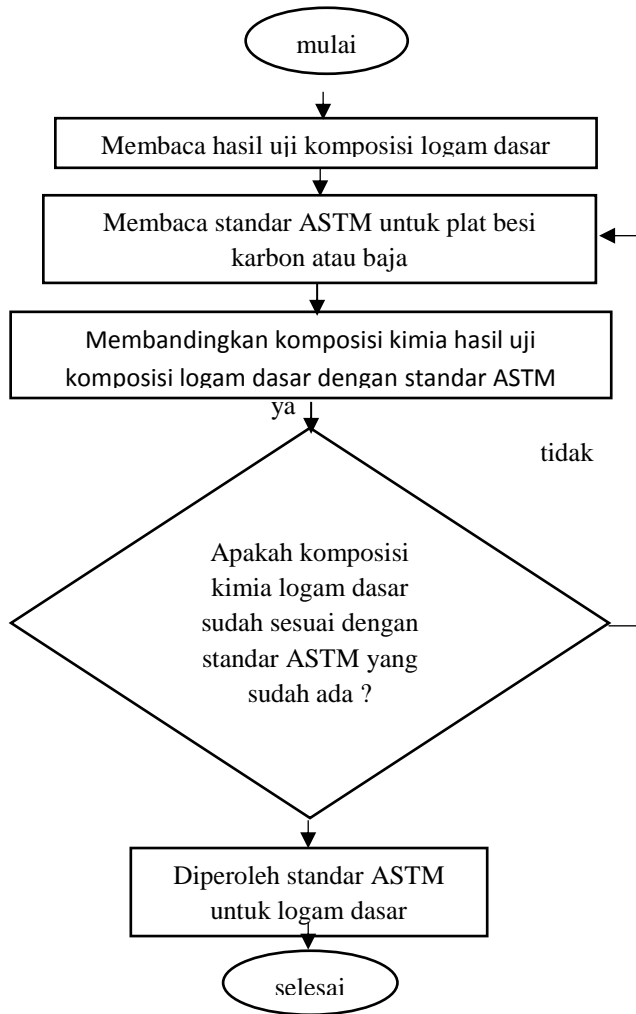 mulai
Membaca hasil uji komposisi logam dasar
Membaca standar ASTM untuk plat besi
karbon atau baja
Membandingkan komposisi kimia hasil uji
komposisi logam dasar dengan standar ASTM
ya
tidak
Apakah komposisi
kimia logam dasar
sudah sesuai dengan
standar ASTM yang
sudah ada ?
Diperoleh standar ASTM
untuk logam dasar
selesai